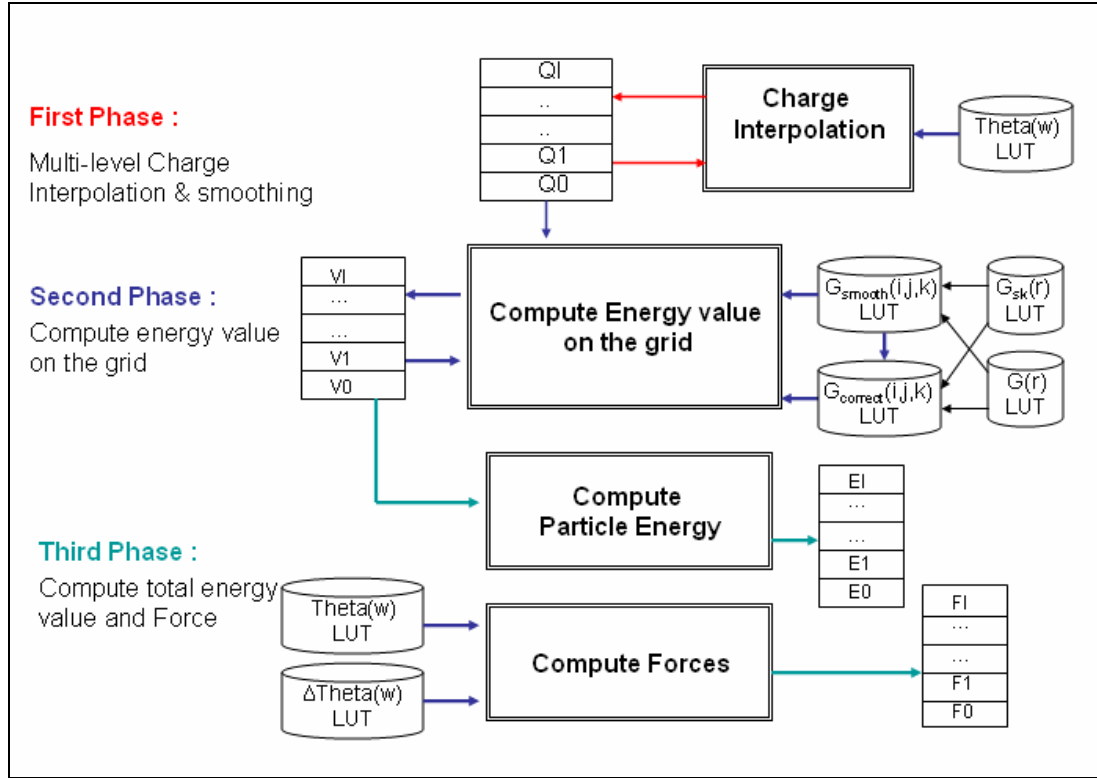 First Phase :
Multi-level Charge
Interpolation & smoothing
Ql
..
..
Q1
Q0
Charge
Interpolation
Theta(w)
LUT
Second Phase :
Compute energy value
on the grid
Vl
...
...
V1
V0
Compute Energy value
on the grid
Gsmooth(i,j,k)
LUT
Gcorrect(i,j,k)
LUT
Gsk(r)
LUT
G(r)
LUT
Compute
Particle Energy
El
...
...
E1
E0
Third Phase :
Compute total energy
value and Force
Theta(w)
LUT
ΔTheta(w)
LUT
Compute Forces
Fl
...
...
F1
F0